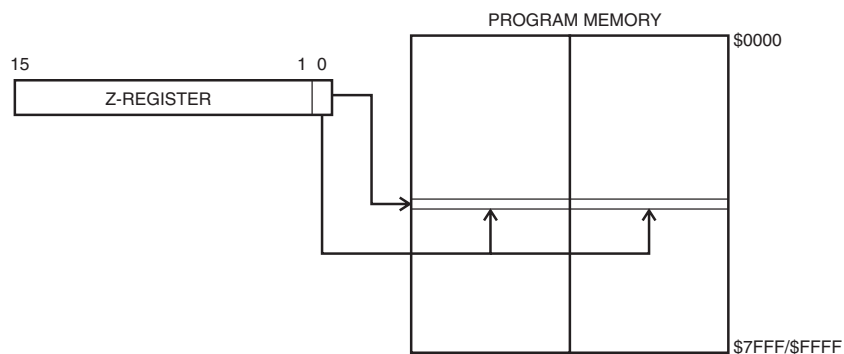 PROGRAM MEMORY
$0000
15 1 0
Z-REGISTER
$7FFF/$FFFF